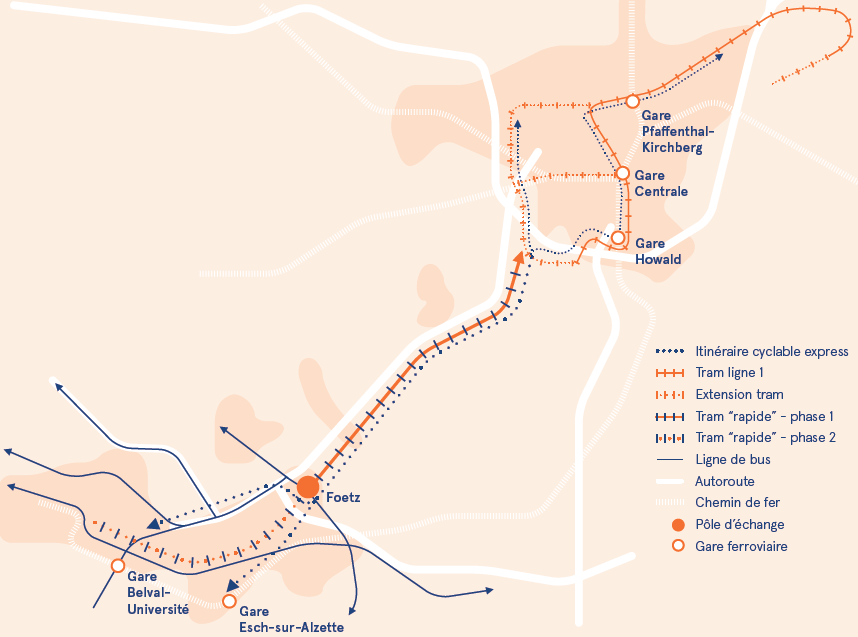 Gare
Pfaffenthal-
Kirchberg
Gare
Centrale
Gare
Howald
Itinéraire cyclable express
Tram ligne 1
Extension tram
Tram “rapide” - phase 1
Tram “rapide” - phase 2
Ligne de bus
Autoroute
Chemin de fer
Pôle d’échange
Gare ferroviaire
Foetz
Gare
Belval-
Université
Gare
Esch-sur-Alzette